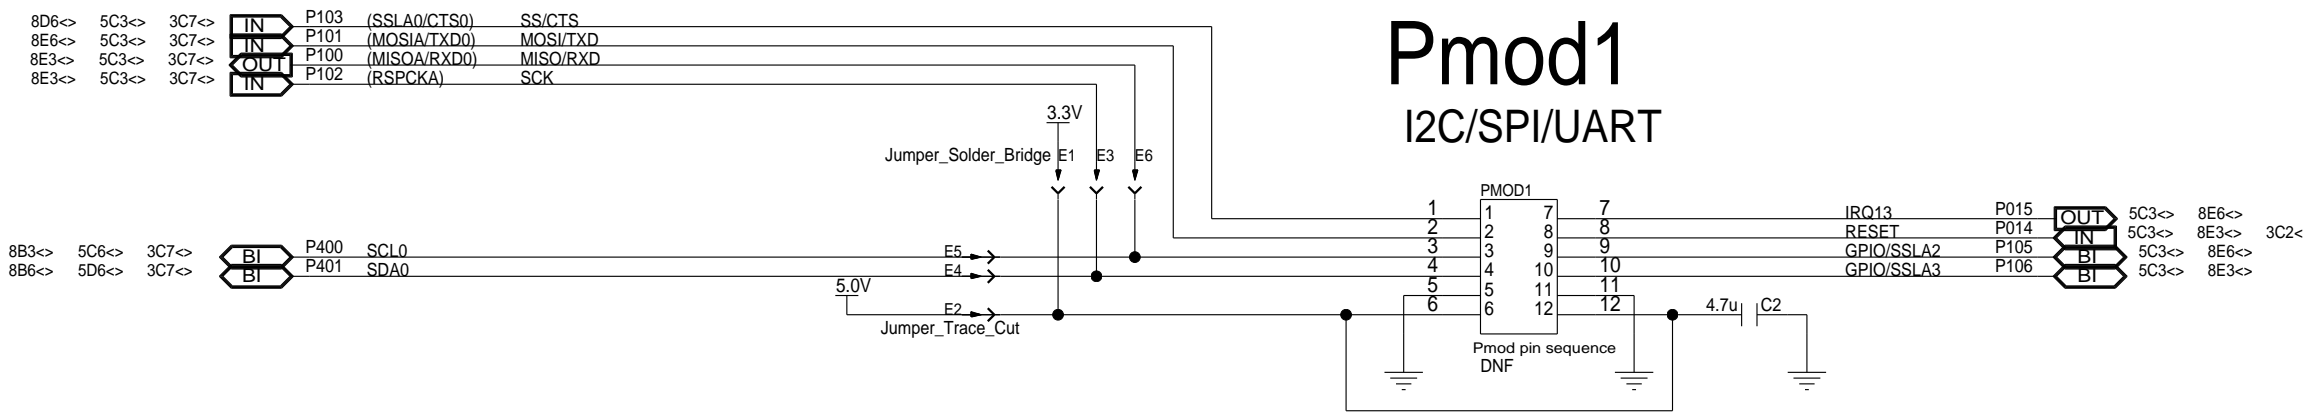 8D6<> 5C3<> 3C7<> IN P103 (SSLA0/CTS0) SS/CTS
8E6<> 5C3<> 3C7<> IN P101 (MOSIA/TXD0) MOSI/TXD
8E3<> 5C3<> 3C7<> OUT P100 (MISOA/RXD0) MISO/RXD
8E3<> 5C3<> 3C7<> IN P102 (RSPCKA) SCK
Pmod1
I2C/SPI/UART
3.3V
Jumper_Solder_Bridge E1 E3 E6
PMOD1
1 1 7 7 IRQ13 P015 OUT 5C3<> 8E6<>
2 2 8 8 RESET P014 IN 5C3<> 8E3<> 3C2<
8B3<> 5C6<> 3C7<> BI P400 SCL0 E5 3 3 9 9 GPIO/SSLA2 P105 BI 5C3<> 8E6<>
8B6<> 5D6<> 3C7<> BI P401 SDA0 E4 4 4 10 10 GPIO/SSLA3 P106 BI 5C3<> 8E3<>
5.0V 5 5 11 11
E2 6 6 12 12 4.7u C2
Jumper_Trace_Cut
Pmod pin sequence
DNF